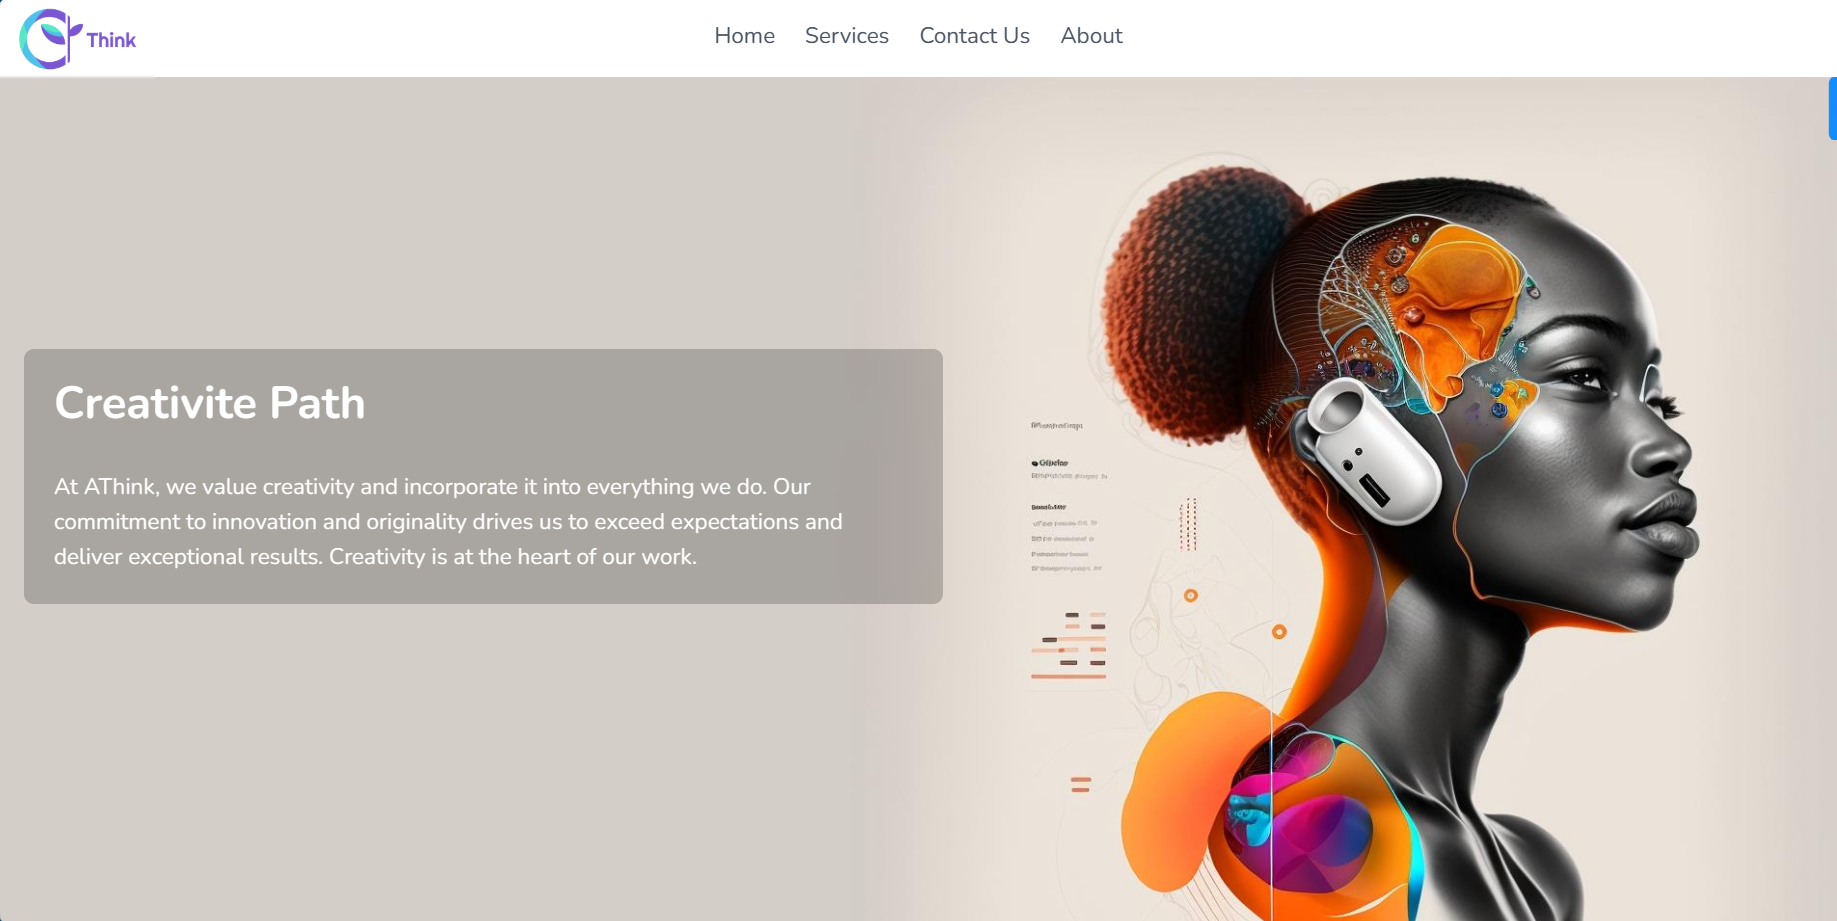 Think
Home Services Contact Us About
Creativite Path
At AThink, we value creativity and incorporate it into everything we do. Our
commitment to innovation and originality drives us to exceed expectations and
deliver exceptional results. Creativity is at the heart of our work.